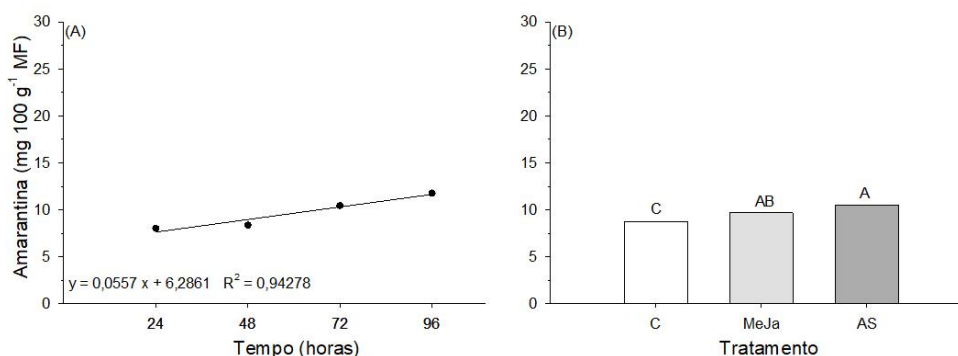 Amarantina (mg 100 g⁻¹ MF)
30
25
20
15
10
5
0
(A)
y = 0,0557 x + 6,2861 R² = 0,94278
24 48 72 96
Tempo (horas)
30
25
20
15
10
5
0
(B)
C AB A
C MeJa AS
Tratamento